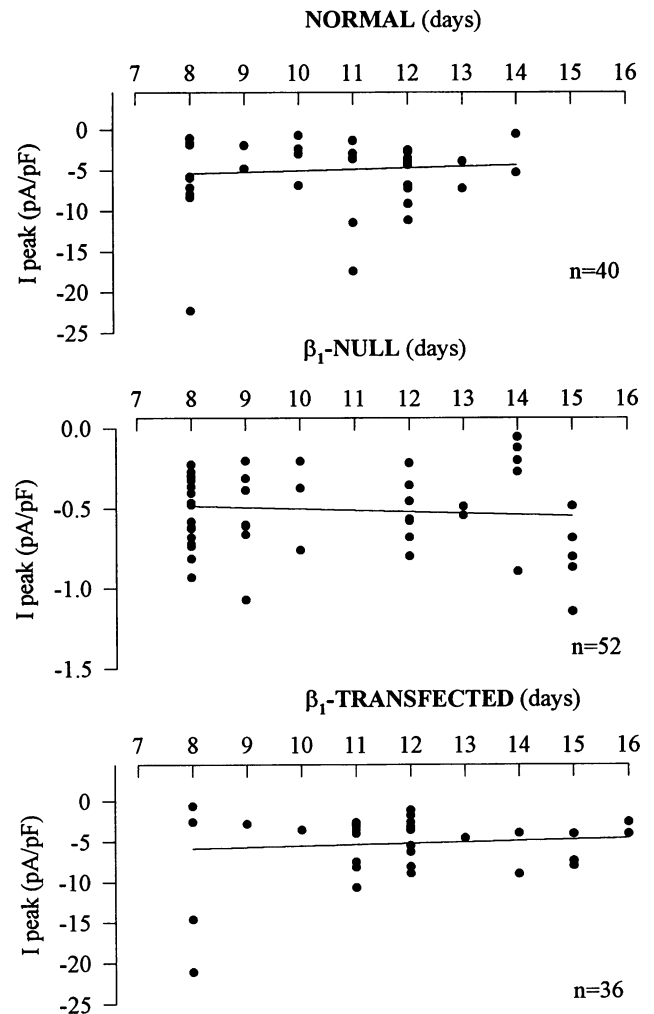 NORMAL (days)
7 8 9 10 11 12 13 14 15 16
I peak (pA/pF)
0
-5
-10
-15
-20
-25
n=40
β1-NULL (days)
7 8 9 10 11 12 13 14 15 16
I peak (pA/pF)
0.0
-0.5
-1.0
-1.5
n=52
β1-TRANSFECTED (days)
7 8 9 10 11 12 13 14 15 16
I peak (pA/pF)
0
-5
-10
-15
-20
-25
n=36